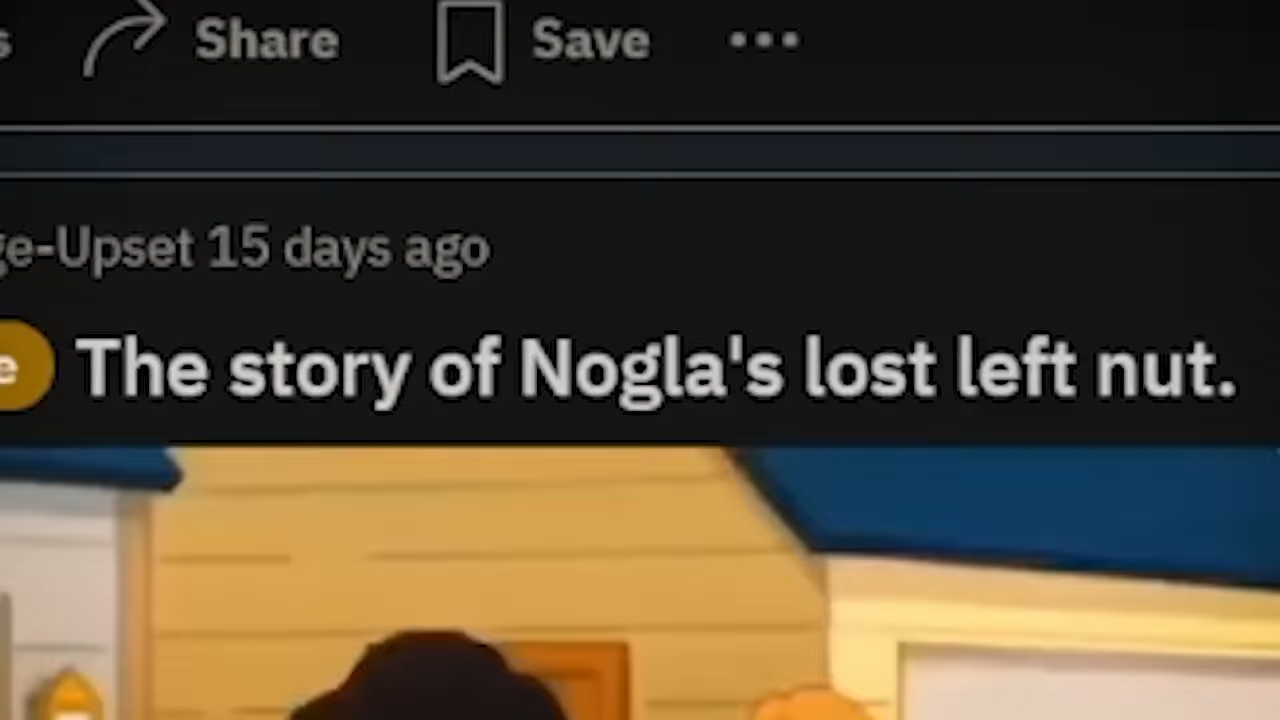 Share Save
ge-Upset 15 days ago
The story of Nogla's lost left nut.